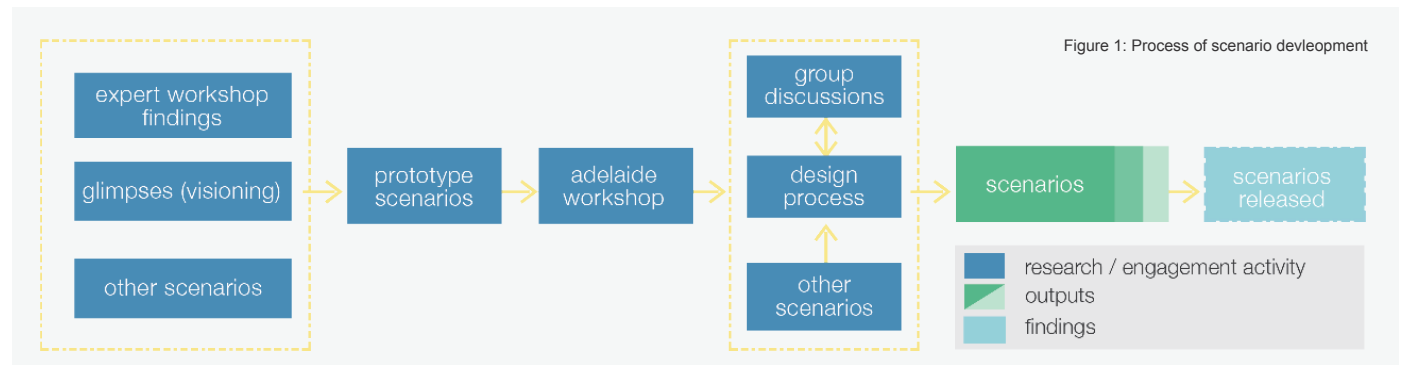 Figure 1: Process of scenario devleopment
expert workshop
findings
glimpses (visioning)
other scenarios
prototype
scenarios
adelaide
workshop
group
discussions
design
process
other
scenarios
scenarios
scenarios
released
research / engagement activity
outputs
findings